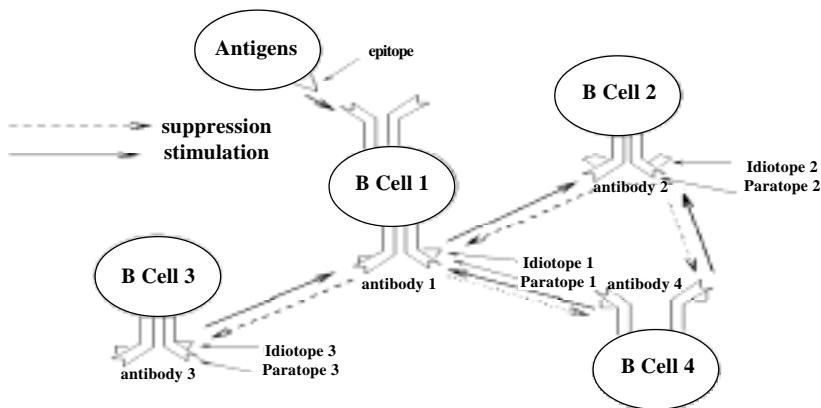 Antigens
epitope
B Cell 2
suppression
stimulation
B Cell 1
Idiotope 2
antibody 2
Paratope 2
B Cell 3
Idiotope 1
Paratope 1
antibody 4
antibody 1
Idiotope 3
antibody 3
Paratope 3
B Cell 4